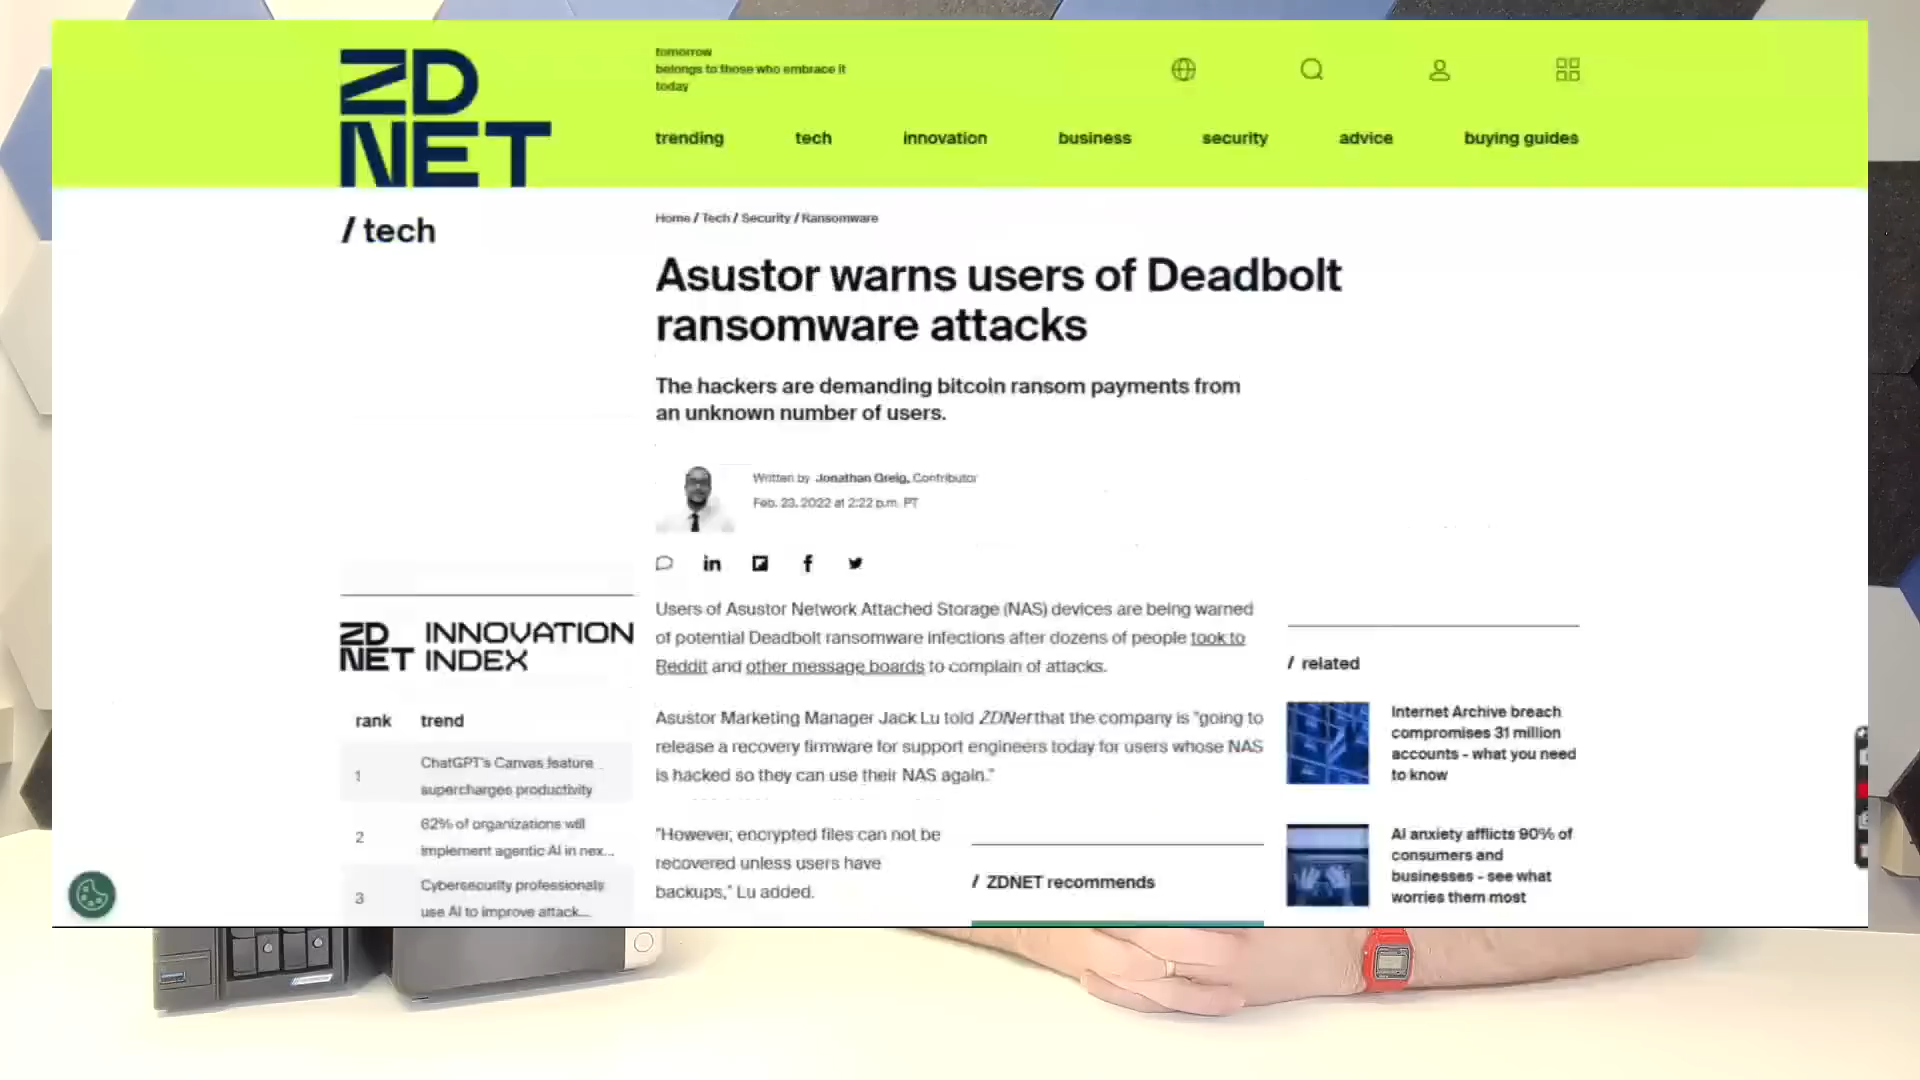 ZD
NET
tomorrow
belongs to those who embrace it
today
trending tech innovation business security advice buying guides
/ tech
Home / Tech / Security / Ransomware
Asustor warns users of Deadbolt
ransomware attacks
The hackers are demanding bitcoin ransom payments from
an unknown number of users.
Written by Jonathan Greig, Contributor
Feb. 23, 2022 at 2:22 p.m. PT
Users of Asustor Network Attached Storage (NAS) devices are being warned
of potential Deadbolt ransomware infections after dozens of people took to
Reddit and other message boards to complain of attacks.
Asustor Marketing Manager Jack Lu told ZDNet that the company is "going to
release a recovery firmware for support engineers today for users whose NAS
is hacked so they can use their NAS again."
"However, encrypted files can not be
recovered unless users have
backups," Lu added.
/ ZDNET recommends
ZD
NET
INNOVATION
INDEX
rank trend
1 ChatGPT's Canvas feature
supercharges productivity
2 62% of organizations will
implement agentic AI in nex...
3 Cybersecurity professionals
use AI to improve attack...
/ related
Internet Archive breach
compromises 31 million
accounts - what you need
to know
AI anxiety afflicts 90% of
consumers and
businesses - see what
worries them most